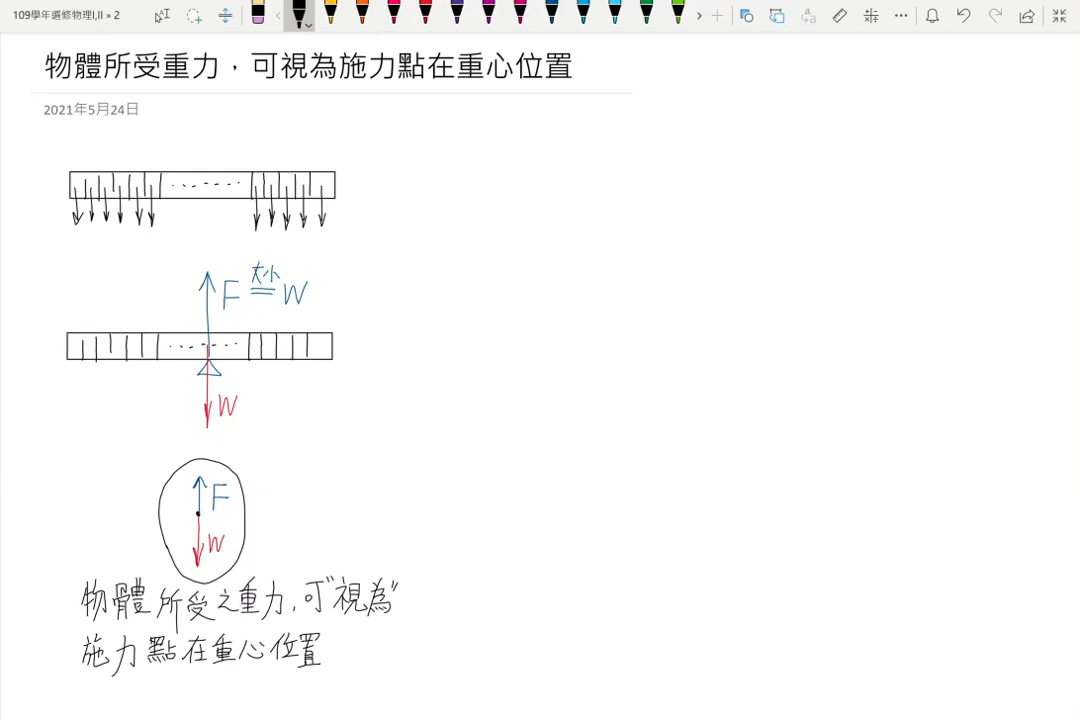 109學年選修物理I,II » 2
物體所受重力，可視為施力點在重心位置
2021年5月24日
F 大小 = W
W
F
W
物體所受之重力，可"視為"
施力點在重心位置